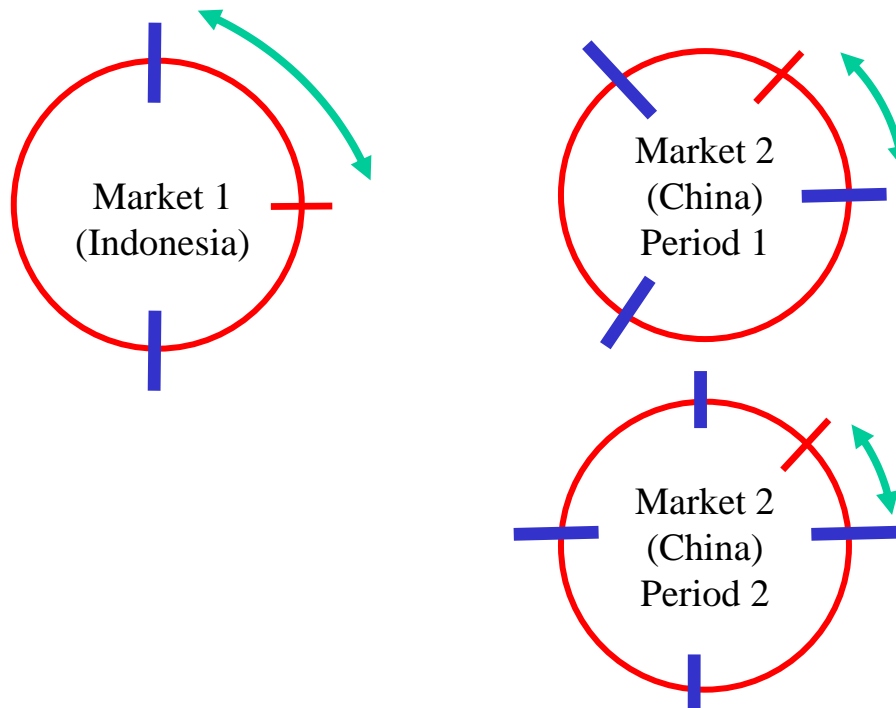 Market 1
(Indonesia)
Market 2
(China)
Period 1
Market 2
(China)
Period 2